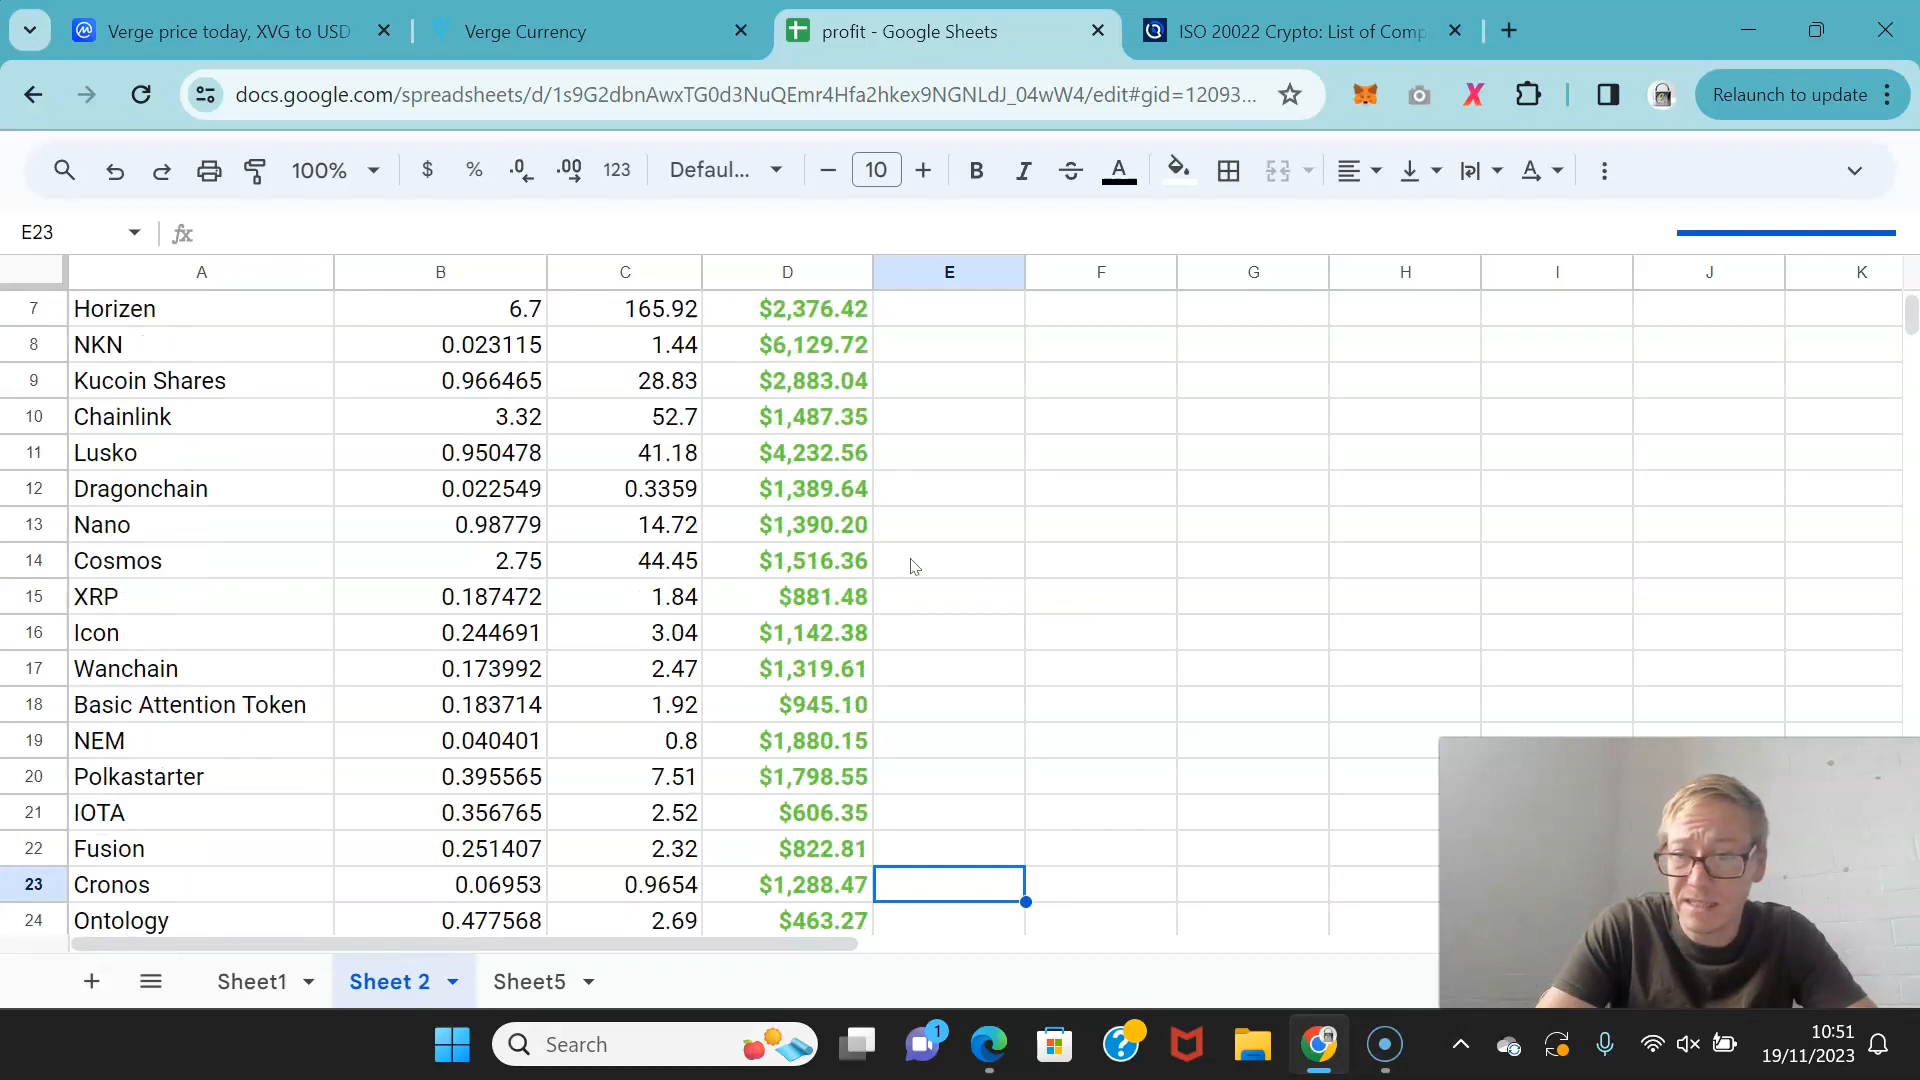 Verge price today, XVG to USD
Verge Currency
profit - Google Sheets
ISO 20022 Crypto: List of Comp
docs.google.com/spreadsheets/d/1s9G2dbnAwxTG0d3NuQEmr4Hfa2hkex9NGNLdJ_04wW4/edit#gid=12093...
Relaunch to update
100% $ % .0 .00 123 Defaul... 10 B I A A
E23 fx
A B C D E F G H I J K
7 Horizen 6.7 165.92 $2,376.42
8 NKN 0.023115 1.44 $6,129.72
9 Kucoin Shares 0.966465 28.83 $2,883.04
10 Chainlink 3.32 52.7 $1,487.35
11 Lusko 0.950478 41.18 $4,232.56
12 Dragonchain 0.022549 0.3359 $1,389.64
13 Nano 0.98779 14.72 $1,390.20
14 Cosmos 2.75 44.45 $1,516.36
15 XRP 0.187472 1.84 $881.48
16 Icon 0.244691 3.04 $1,142.38
17 Wanchain 0.173992 2.47 $1,319.61
18 Basic Attention Token 0.183714 1.92 $945.10
19 NEM 0.040401 0.8 $1,880.15
20 Polkastarter 0.395565 7.51 $1,798.55
21 IOTA 0.356765 2.52 $606.35
22 Fusion 0.251407 2.32 $822.81
23 Cronos 0.06953 0.9654 $1,288.47
24 Ontology 0.477568 2.69 $463.27
Sheet1 Sheet 2 Sheet5
Search
1
10:51
19/11/2023